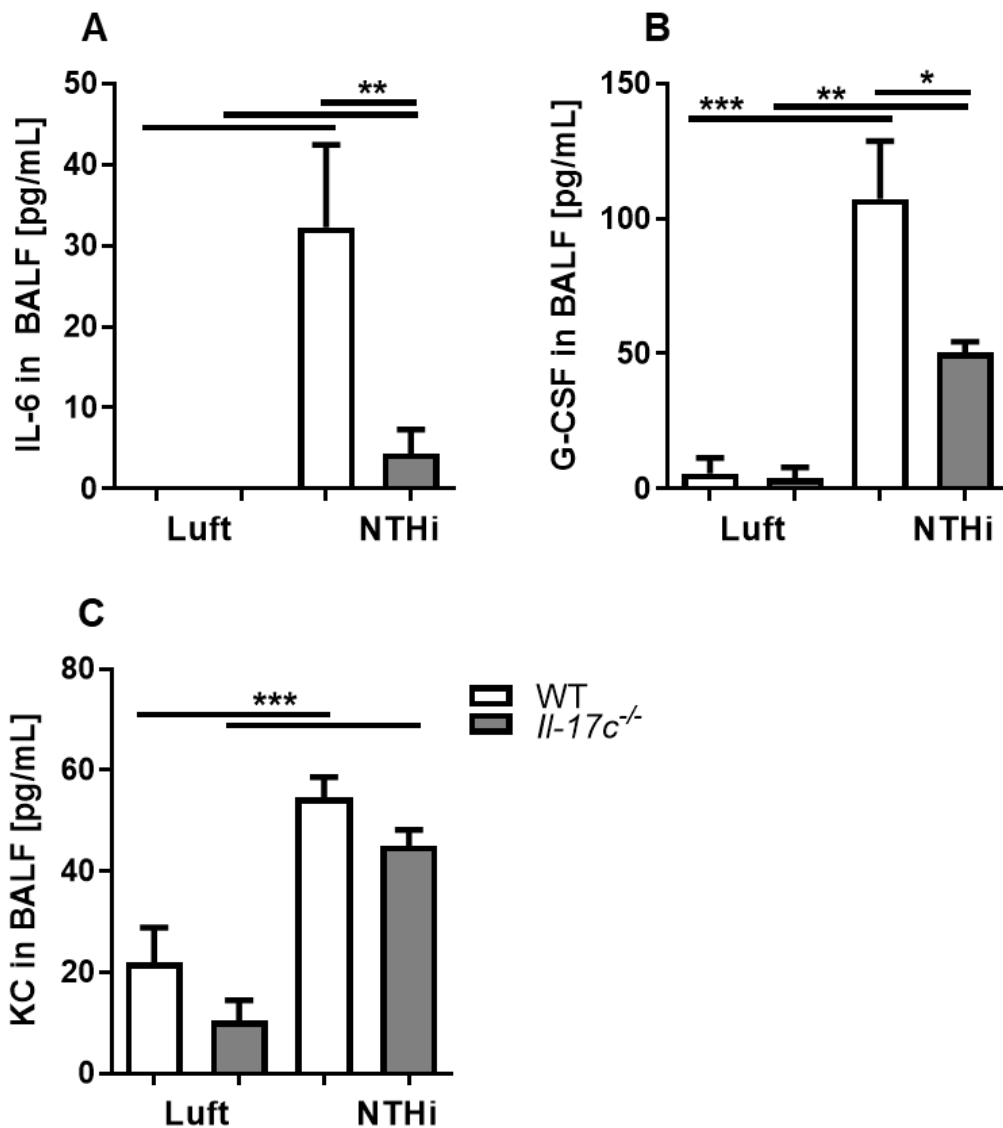 A
IL-6 in BALF [pg/mL]
50
40
30
20
10
0
**
Luft
NTHi
B
G-CSF in BALF [pg/mL]
150
100
50
0
***
**
*
Luft
NTHi
C
KC in BALF [pg/mL]
80
60
40
20
0
***
Luft
NTHi
WT
Il-17c-/-